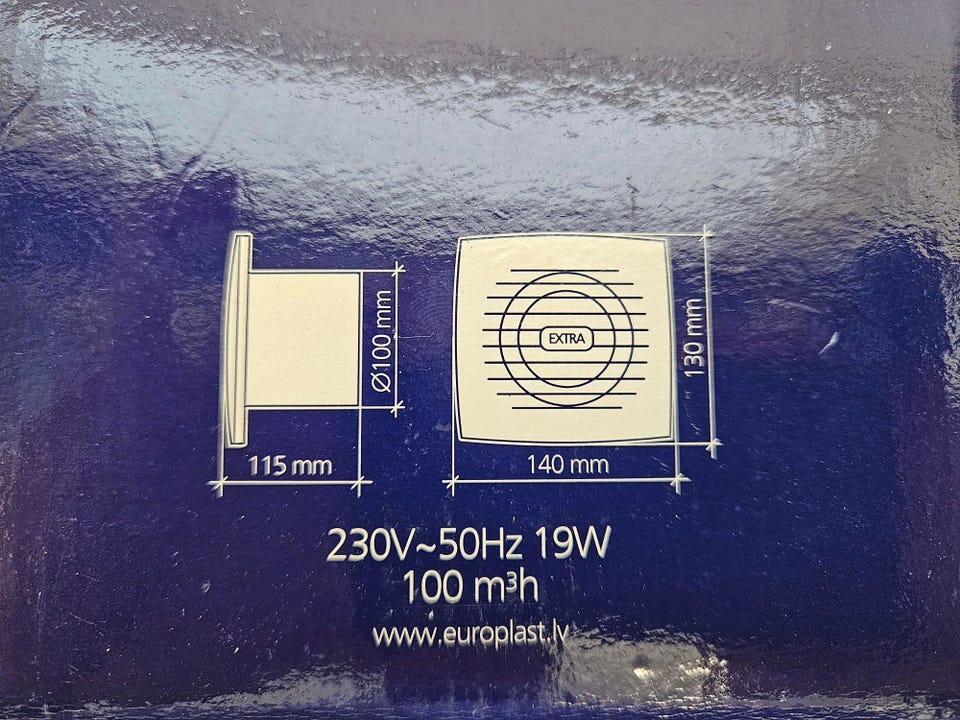 Ø100 mm
115 mm
EXTRA
130 mm
140 mm
230V~50Hz 19W
100 m³h
www.europlast.lv